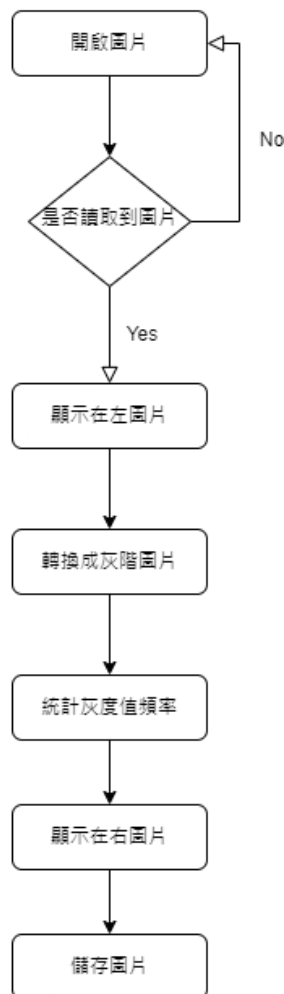 開啟圖片
No
是否讀取到圖片
Yes
顯示在左圖片
轉換成灰階圖片
統計灰度值頻率
顯示在右圖片
儲存圖片